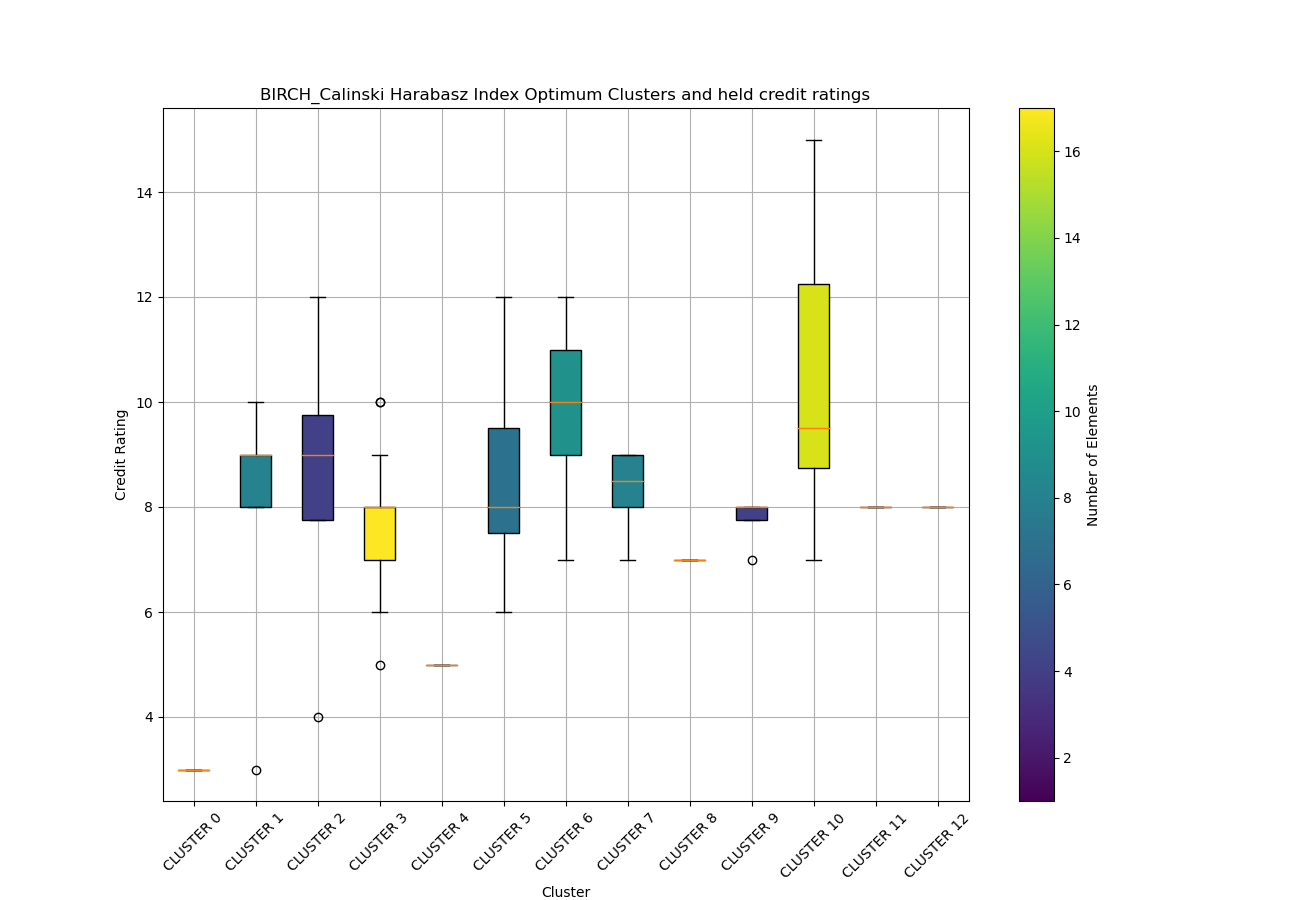 BIRCH_Calinski Harabasz Index Optimum Clusters and held credit ratings
14
12
10
8
6
4
Credit Rating
CLUSTER 0
CLUSTER 1
CLUSTER 2
CLUSTER 3
CLUSTER 4
CLUSTER 5
CLUSTER 6
CLUSTER 7
CLUSTER 8
CLUSTER 9
CLUSTER 10
CLUSTER 11
CLUSTER 12
Cluster
16
14
12
10
8
6
4
2
Number of Elements